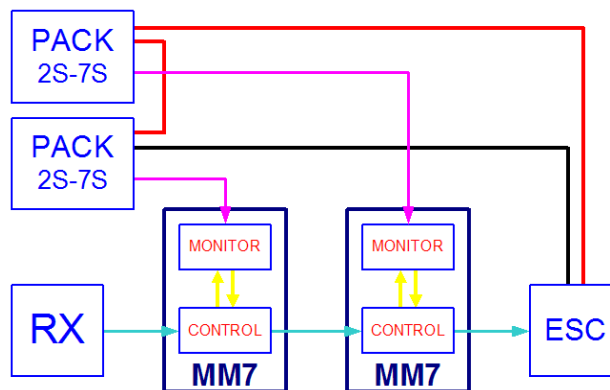 PACK
2S-7S
PACK
2S-7S
MONITOR
MONITOR
RX
CONTROL
CONTROL
ESC
MM7
MM7